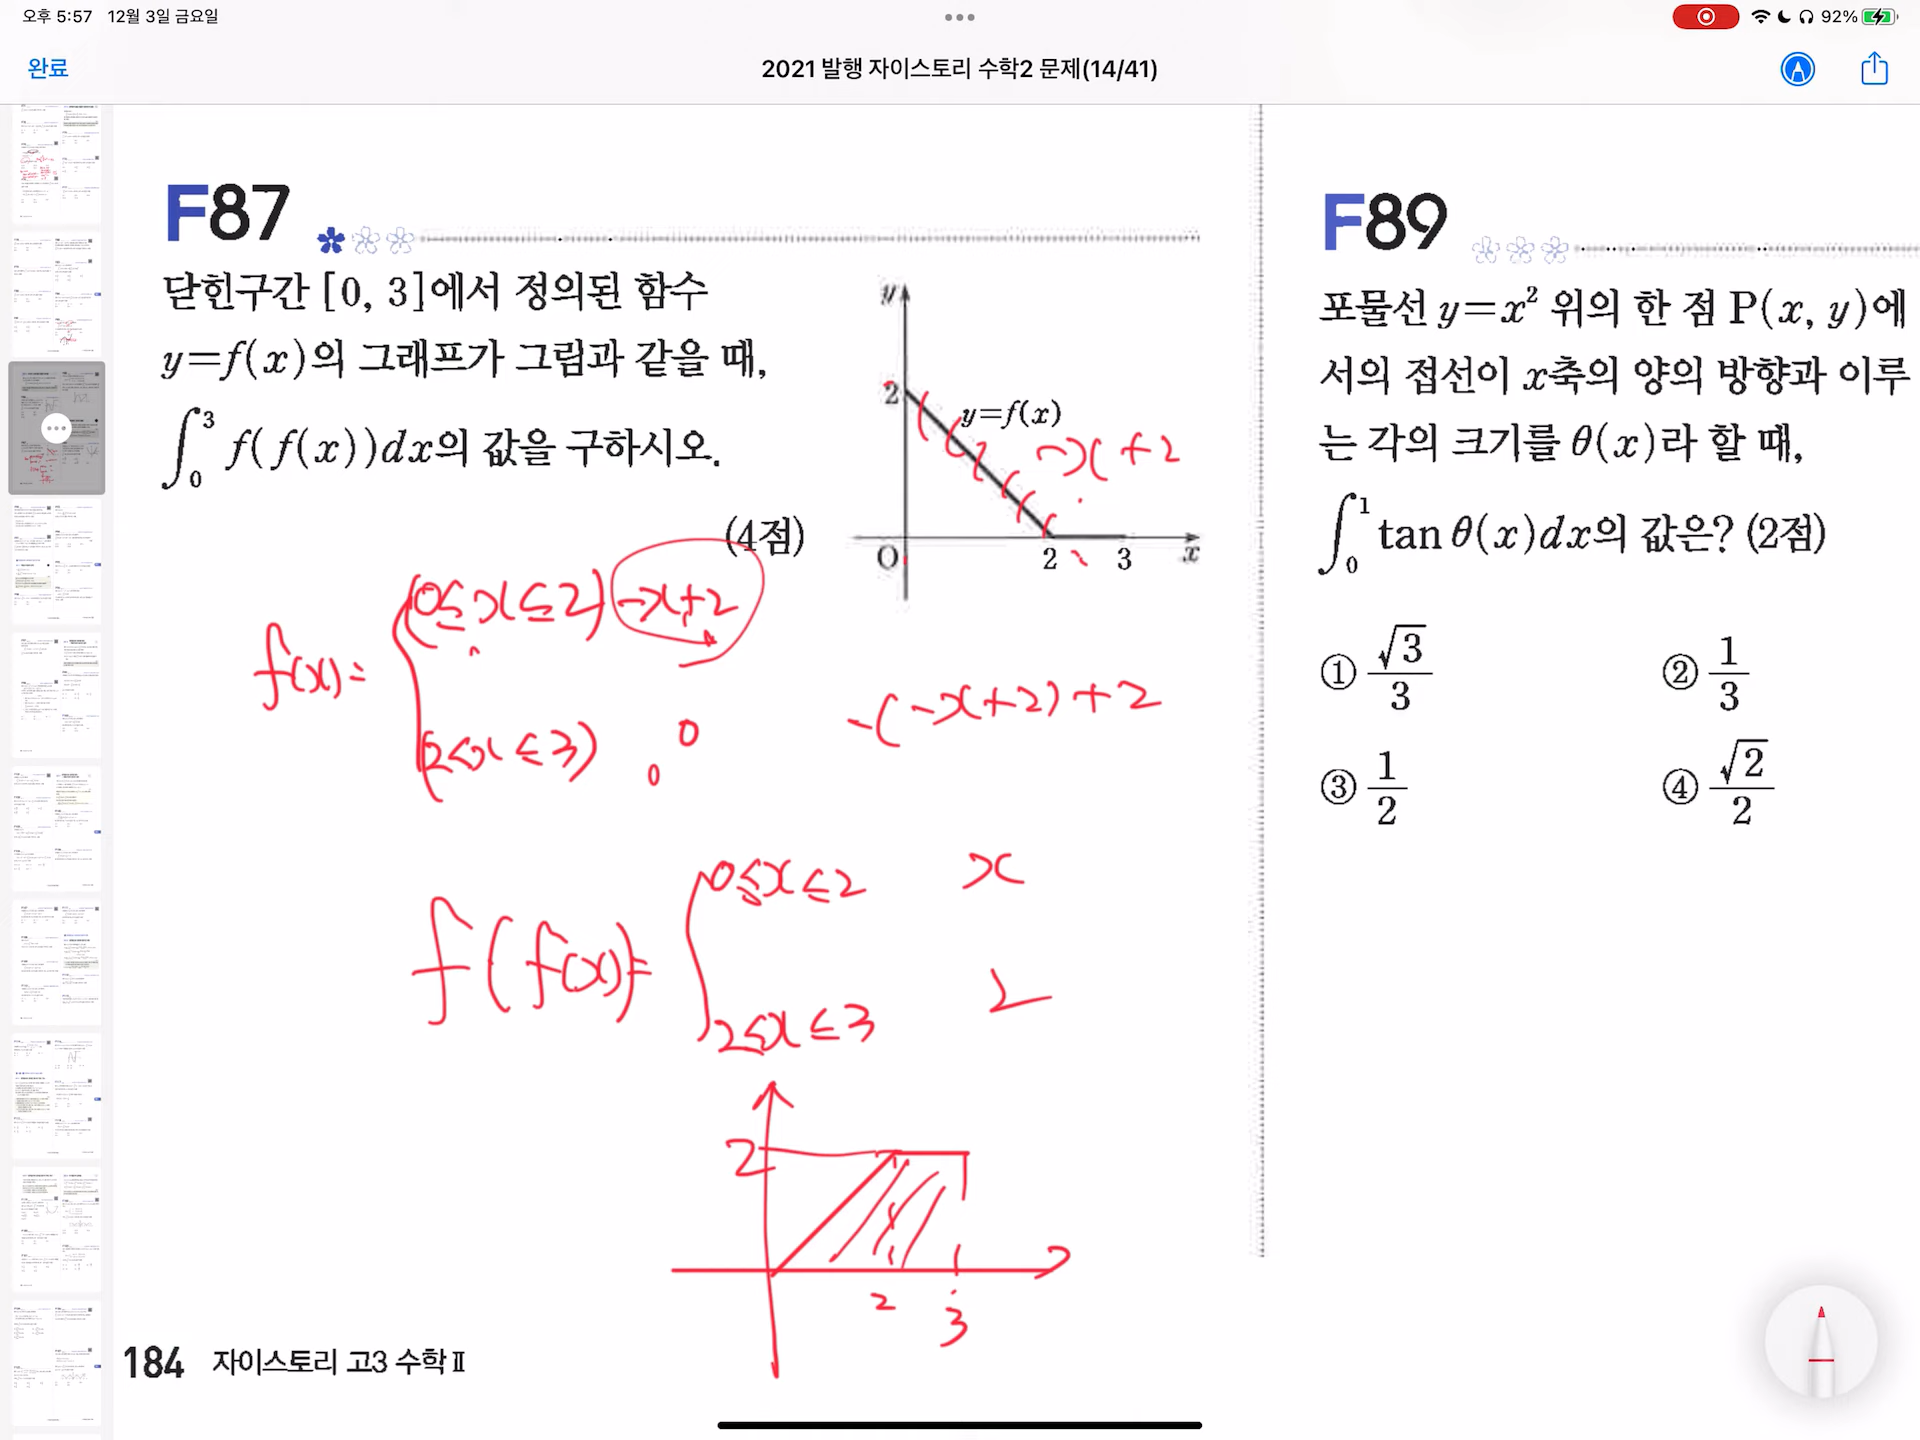 오후 5:57 12월 3일 금요일
92%
완료
2021 발행 자이스토리 수학2 문제(14/41)
F87
닫힌구간 [0, 3]에서 정의된 함수
y=f(x)의 그래프가 그림과 같을 때,
∫₀³ f(f(x))dx의 값을 구하시오.
(4점)
y
2
y=f(x)
-x+2
O
2
3
x
f(x)=
(0≤x≤2) -x+2
(2≤x≤3) 0
-(-x+2)+2
f(f(x))=
0≤x≤2 x
2≤x≤3 2
2
2
3
184 자이스토리 고3 수학Ⅱ
F89
포물선 y=x² 위의 한 점 P(x, y)에
서의 접선이 x축의 양의 방향과 이루
는 각의 크기를 θ(x)라 할 때,
∫₀¹ tan θ(x)dx의 값은? (2점)
① √3/3 ② 1/3
③ 1/2 ④ √2/2